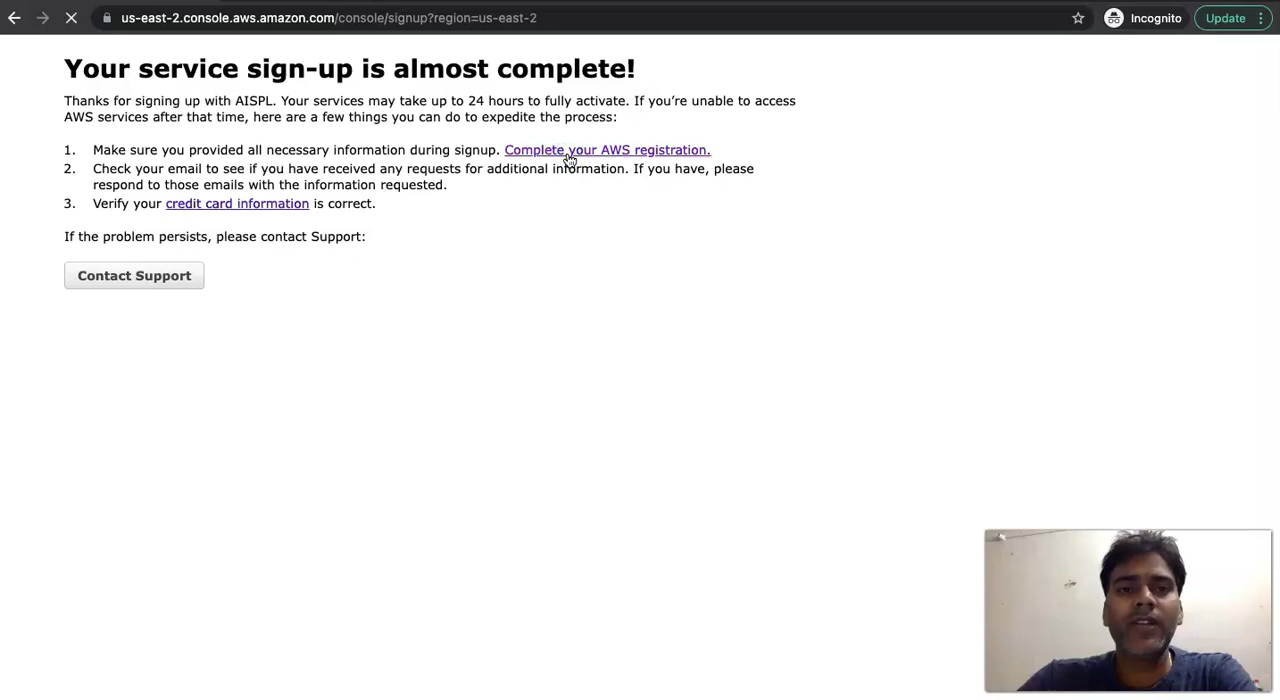 us-east-2.console.aws.amazon.com/console/signup?region=us-east-2
Incognito
Update
Your service sign-up is almost complete!
Thanks for signing up with AISPL. Your services may take up to 24 hours to fully activate. If you’re unable to access
AWS services after that time, here are a few things you can do to expedite the process:
1. Make sure you provided all necessary information during signup. Complete your AWS registration.
2. Check your email to see if you have received any requests for additional information. If you have, please
respond to those emails with the information requested.
3. Verify your credit card information is correct.
If the problem persists, please contact Support:
Contact Support